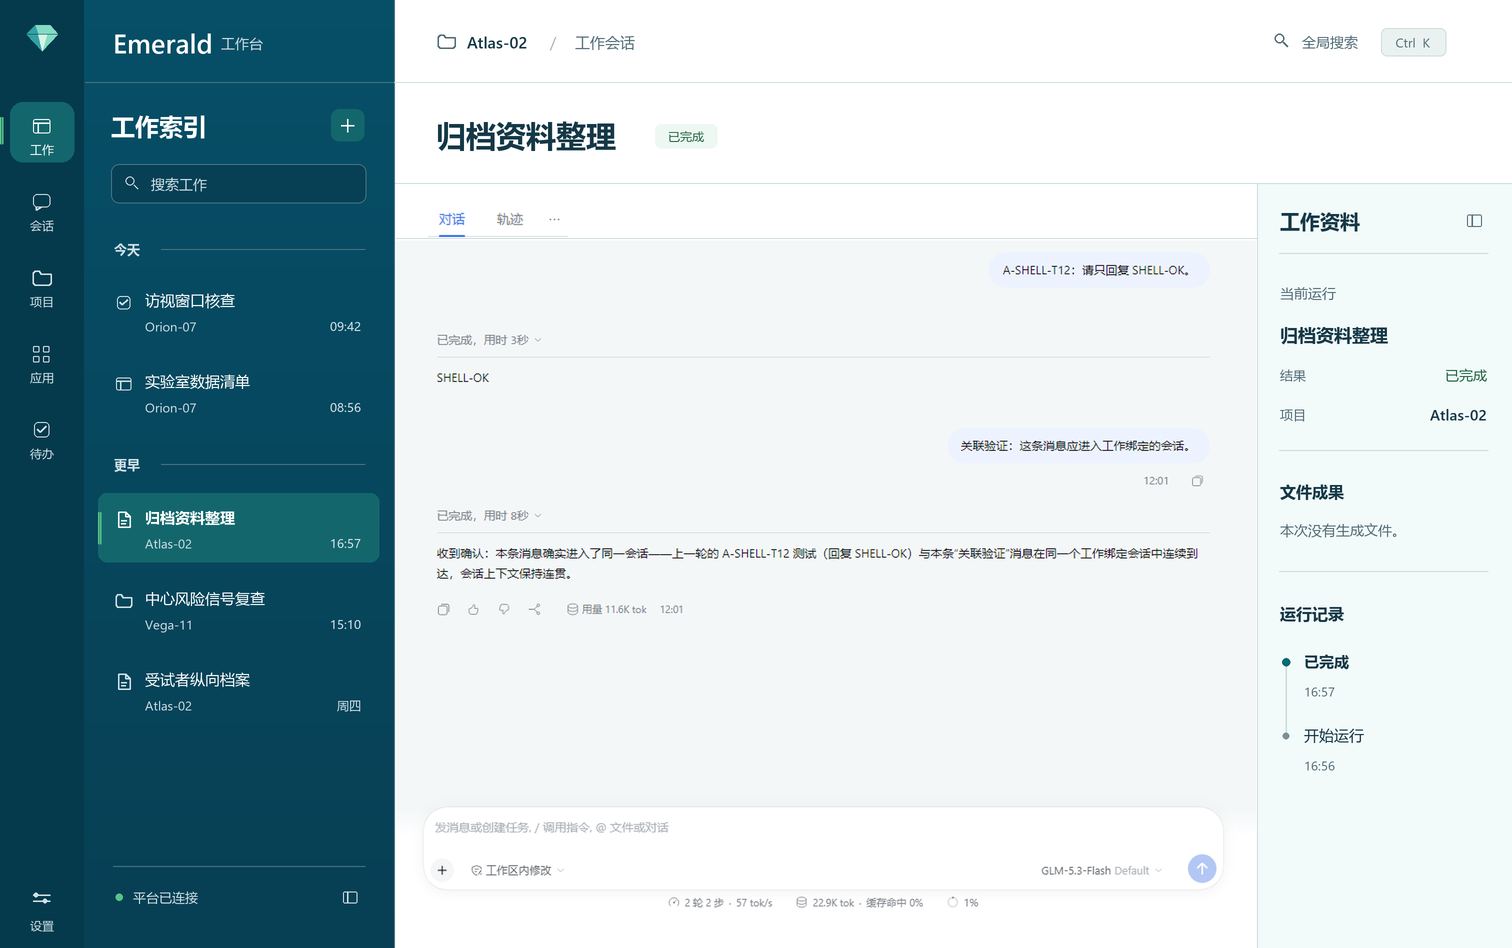 Emerald 工作台
工作
会话
项目
应用
待办
设置
工作索引
搜索工作
今天
访视窗口核查
Orion-07 09:42
实验室数据清单
Orion-07 08:56
更早
归档资料整理
Atlas-02 16:57
中心风险信号复查
Vega-11 15:10
受试者纵向档案
Atlas-02 周四
平台已连接
Atlas-02 / 工作会话
全局搜索 Ctrl K
归档资料整理 已完成
对话 轨迹 ···
A-SHELL-T12：请只回复 SHELL-OK。
已完成，用时 3秒
SHELL-OK
关联验证：这条消息应进入工作绑定的会话。
12:01
已完成，用时 8秒
收到确认：本条消息确实进入了同一会话——上一轮的 A-SHELL-T12 测试（回复 SHELL-OK）与本条“关联验证”消息在同一个工作绑定会话中连续到
达，会话上下文保持连贯。
用量 11.6K tok 12:01
发消息或创建任务, / 调用指令, @ 文件或对话
工作区内修改
GLM-5.3-Flash Default
2 轮 2 步 · 57 tok/s 22.9K tok · 缓存命中 0% 1%
工作资料
当前运行
归档资料整理
结果 已完成
项目 Atlas-02
文件成果
本次没有生成文件。
运行记录
已完成
16:57
开始运行
16:56